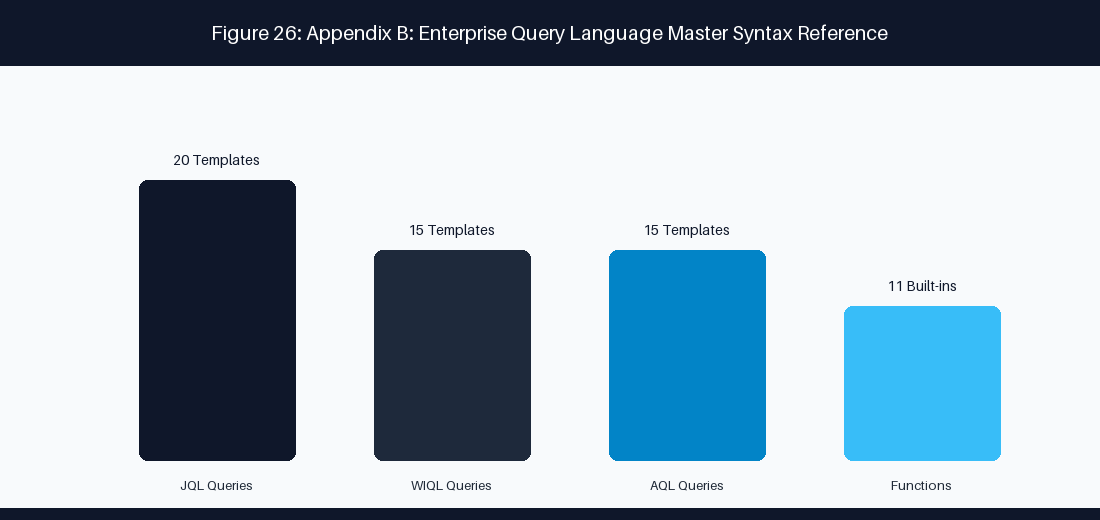 Figure 26: Appendix B: Enterprise Query Language Master Syntax Reference
20 Templates
15 Templates
15 Templates
11 Built-ins
JQL Queries
WIQL Queries
AQL Queries
Functions